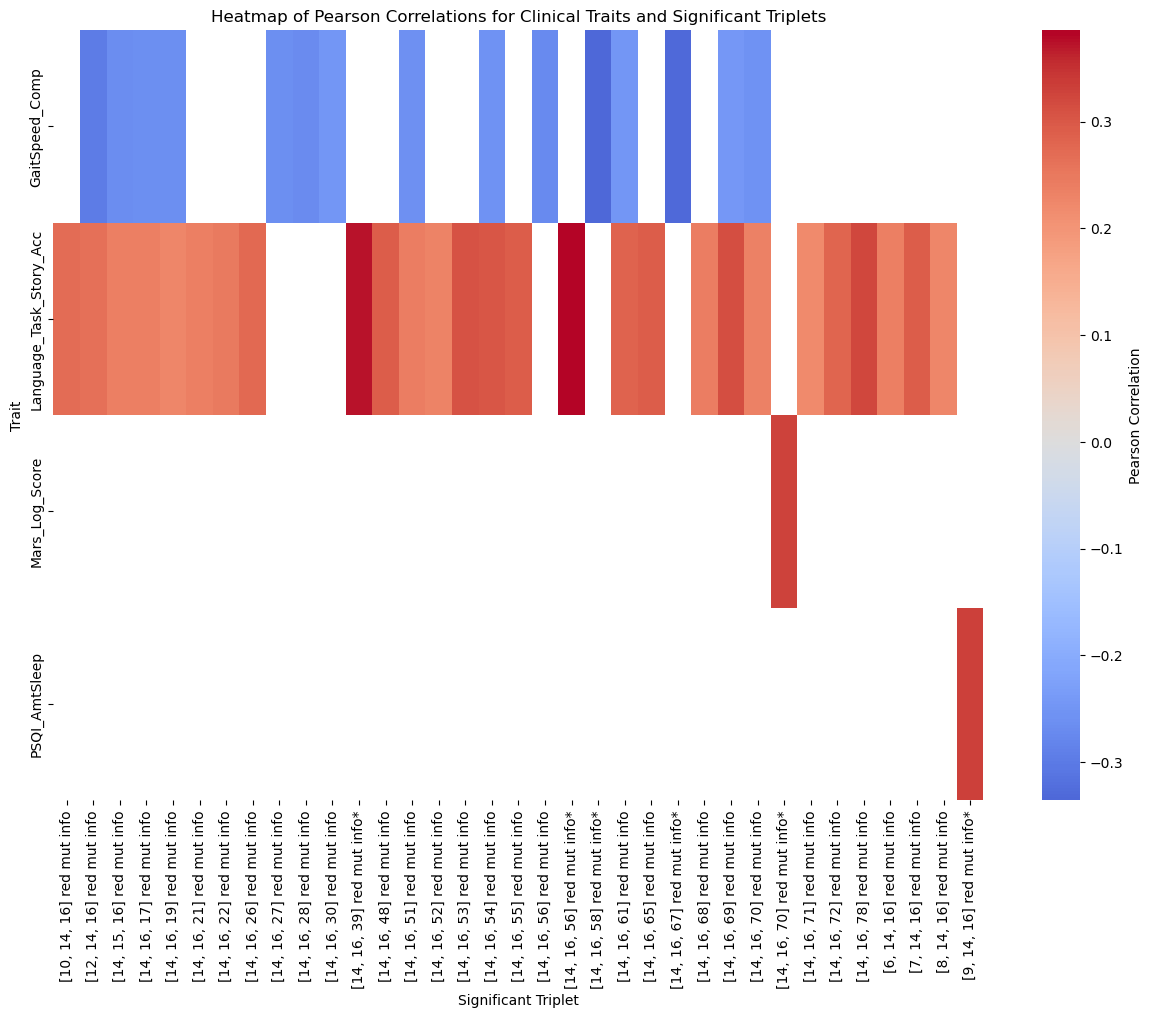 Heatmap of Pearson Correlations for Clinical Traits and Significant Triplets
Trait
GaitSpeed_Comp
Language_Task_Story_Acc
Mars_Log_Score
PSQI_AmtSleep
[10, 14, 16] red mut info
[12, 14, 16] red mut info
[14, 15, 16] red mut info
[14, 16, 17] red mut info
[14, 16, 19] red mut info
[14, 16, 21] red mut info
[14, 16, 22] red mut info
[14, 16, 26] red mut info
[14, 16, 27] red mut info
[14, 16, 28] red mut info
[14, 16, 30] red mut info
[14, 16, 39] red mut info*
[14, 16, 48] red mut info
[14, 16, 51] red mut info
[14, 16, 52] red mut info
[14, 16, 53] red mut info
[14, 16, 54] red mut info
[14, 16, 55] red mut info
[14, 16, 56] red mut info
[14, 16, 56] red mut info*
[14, 16, 58] red mut info*
[14, 16, 61] red mut info
[14, 16, 65] red mut info
[14, 16, 67] red mut info*
[14, 16, 68] red mut info
[14, 16, 69] red mut info
[14, 16, 70] red mut info
[14, 16, 70] red mut info*
[14, 16, 71] red mut info
[14, 16, 72] red mut info
[14, 16, 78] red mut info
[6, 14, 16] red mut info
[7, 14, 16] red mut info
[8, 14, 16] red mut info
[9, 14, 16] red mut info*
Significant Triplet
0.3
0.2
0.1
0.0
−0.1
−0.2
−0.3
Pearson Correlation